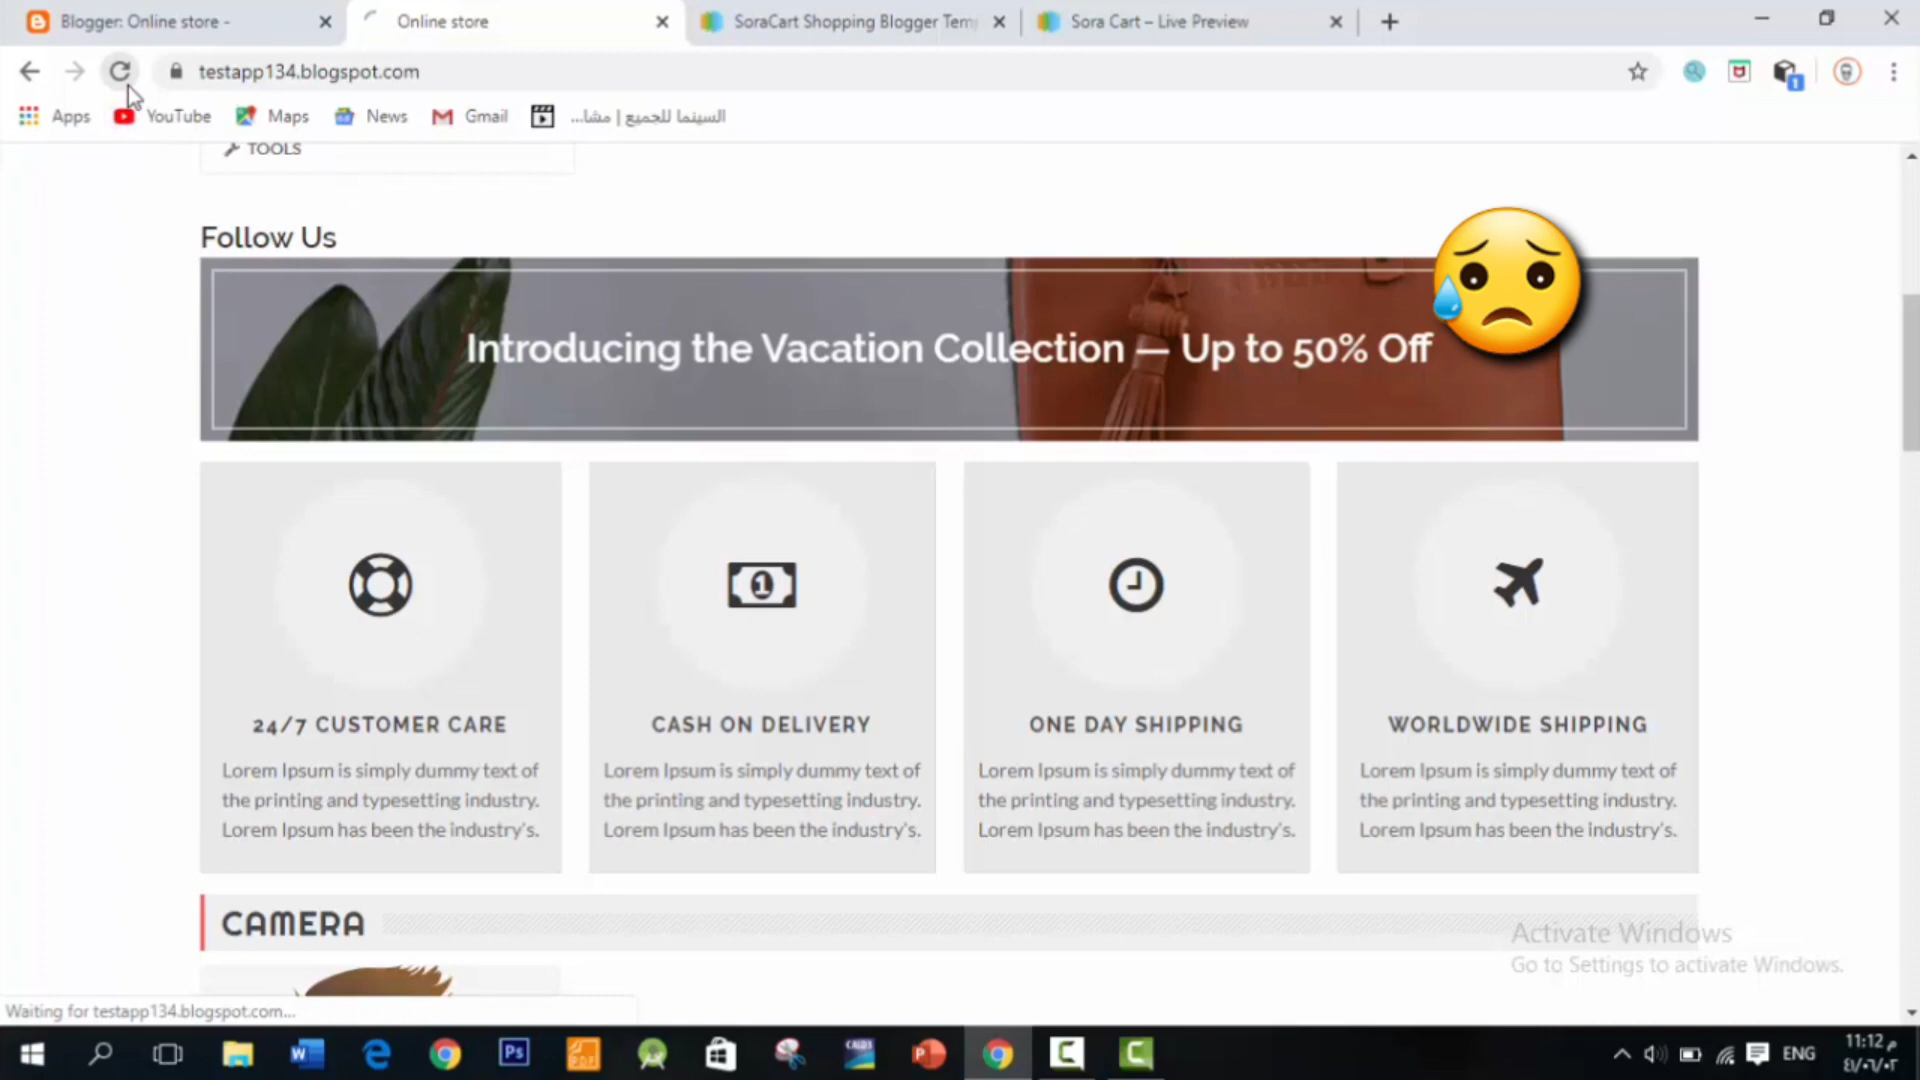 Blogger: Online store -
Online store
SoraCart Shopping Blogger Tem
Sora Cart – Live Preview
testapp134.blogspot.com
Apps
YouTube
Maps
News
Gmail
السينما للجميع | مشا...
TOOLS
Follow Us
Introducing the Vacation Collection — Up to 50% Off
24/7 CUSTOMER CARE
Lorem Ipsum is simply dummy text of
the printing and typesetting industry.
Lorem Ipsum has been the industry's.
CASH ON DELIVERY
Lorem Ipsum is simply dummy text of
the printing and typesetting industry.
Lorem Ipsum has been the industry's.
ONE DAY SHIPPING
Lorem Ipsum is simply dummy text of
the printing and typesetting industry.
Lorem Ipsum has been the industry's.
WORLDWIDE SHIPPING
Lorem Ipsum is simply dummy text of
the printing and typesetting industry.
Lorem Ipsum has been the industry's.
CAMERA
Activate Windows
Go to Settings to activate Windows.
Waiting for testapp134.blogspot.com...
ENG
11:12 م